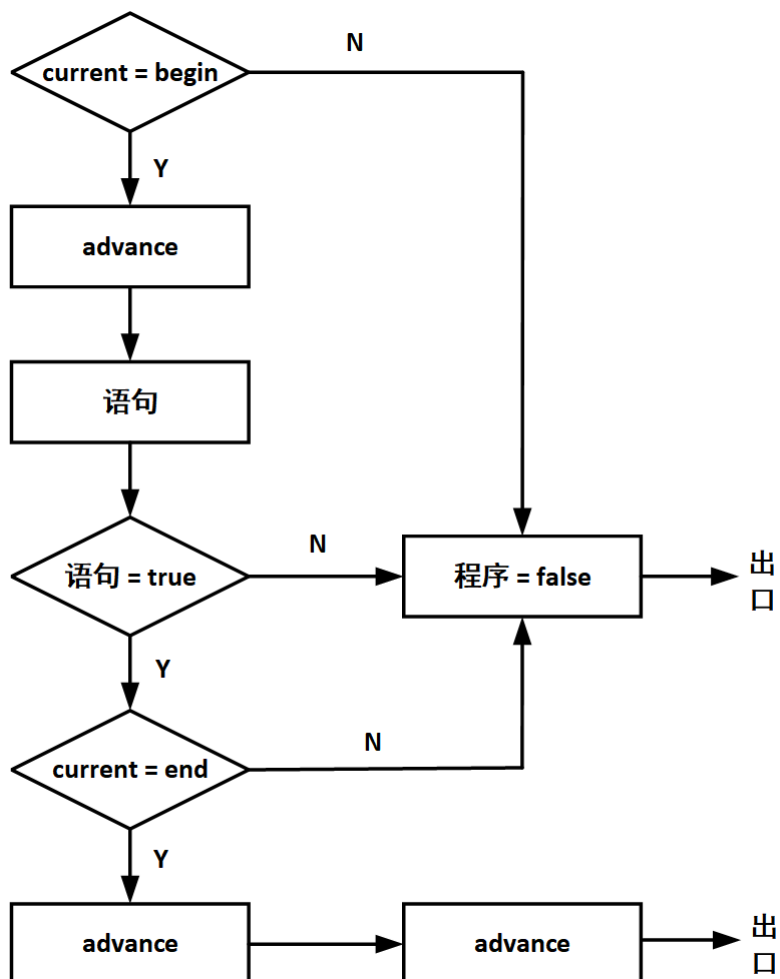 N
current = begin
Y
advance
语句
N
语句 = true
程序 = false
出
口
Y
N
current = end
Y
advance
advance
出
口